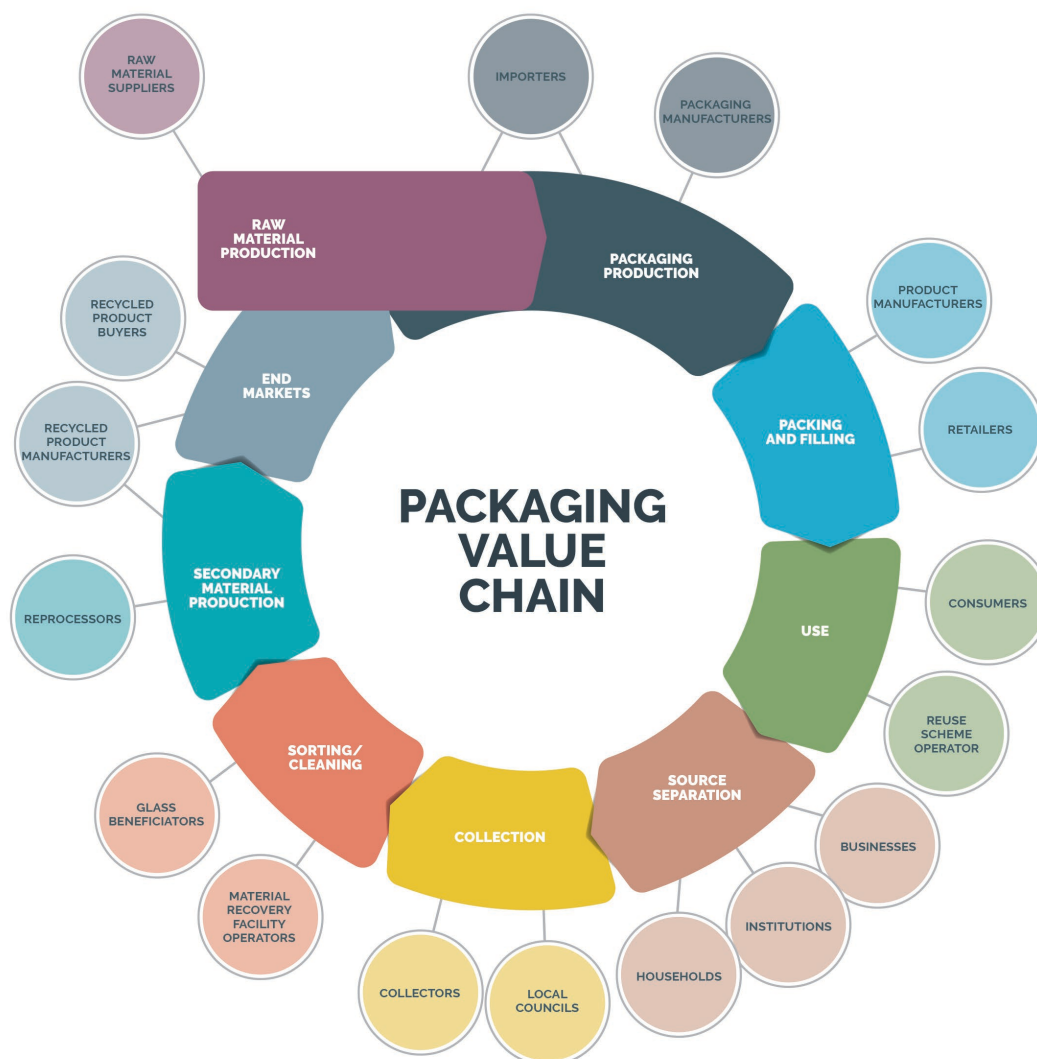 RAW
MATERIAL
SUPPLIERS
IMPORTERS
PACKAGING
MANUFACTURERS
RAW
MATERIAL
PRODUCTION
PACKAGING
PRODUCTION
PRODUCT
MANUFACTURERS
RECYCLED
PRODUCT
BUYERS
END
MARKETS
PACKING
AND FILLING
RETAILERS
RECYCLED
PRODUCT
MANUFACTURERS
PACKAGING
VALUE
CHAIN
SECONDARY
MATERIAL
PRODUCTION
REPROCESSORS
USE
CONSUMERS
REUSE
SCHEME
OPERATOR
SORTING/
CLEANING
SOURCE
SEPARATION
COLLECTION
GLASS
BENEFICIATORS
BUSINESSES
MATERIAL
RECOVERY
FACILITY
OPERATORS
INSTITUTIONS
HOUSEHOLDS
COLLECTORS
LOCAL
COUNCILS